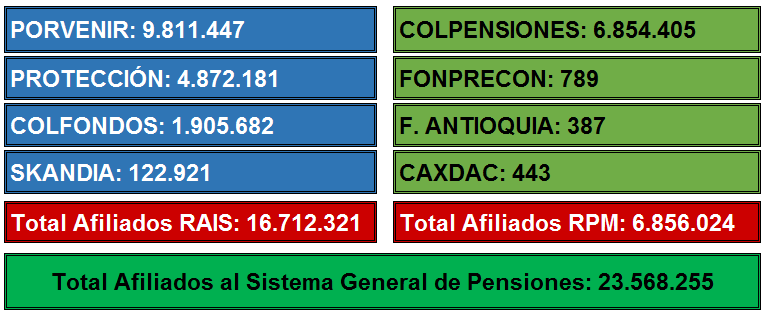 PORVENIR: 9.811.447
PROTECCIÓN: 4.872.181
COLFONDOS: 1.905.682
SKANDIA: 122.921
Total Afiliados RAIS: 16.712.321
COLPENSIONES: 6.854.405
FONPRECON: 789
F. ANTIOQUIA: 387
CAXDAC: 443
Total Afiliados RPM: 6.856.024
Total Afiliados al Sistema General de Pensiones: 23.568.255